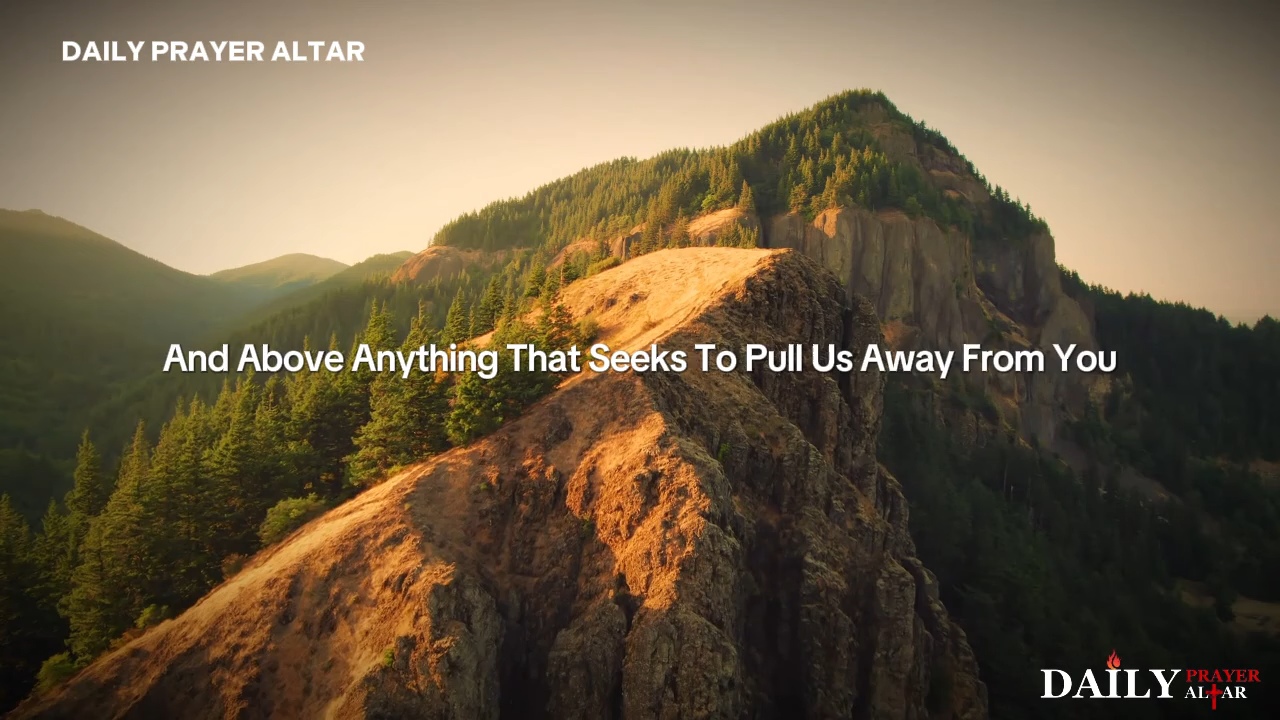 DAILY PRAYER ALTAR
And Above Anything That Seeks To Pull Us Away From You
DAILY PRAYER
ALTAR